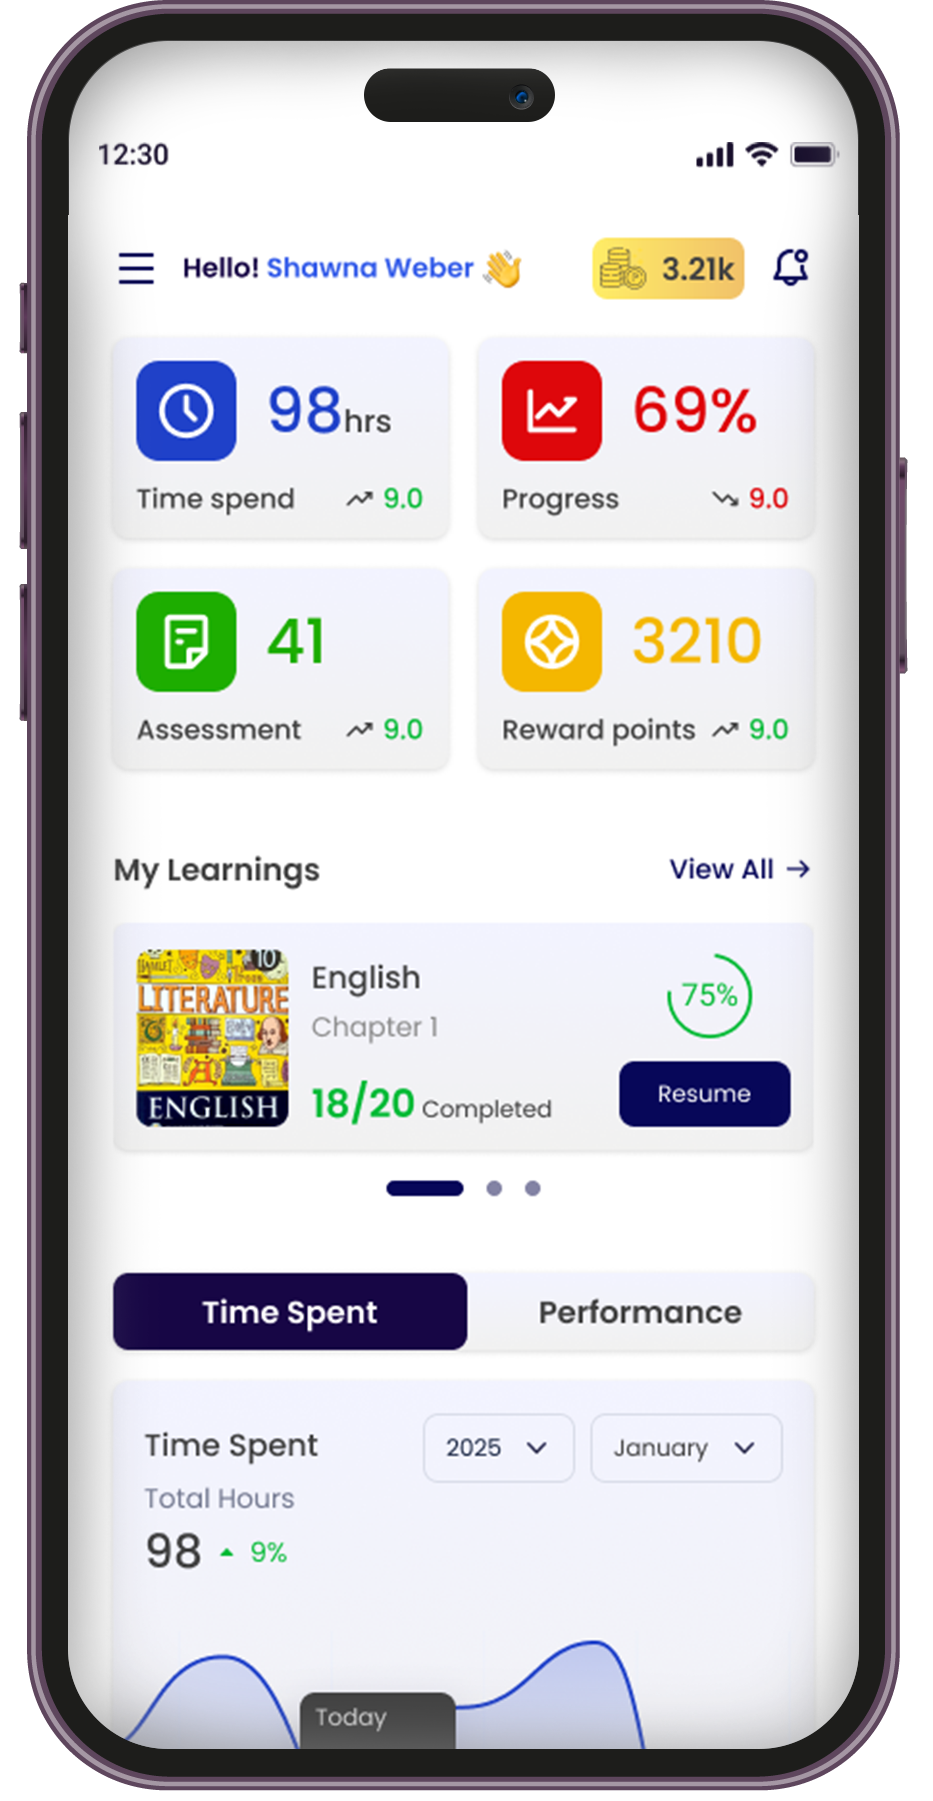 12:30
Hello! Shawna Weber 👋
3.21k
98hrs
Time spend
9.0
69%
Progress
9.0
41
Assessment
9.0
3210
Reward points
9.0
My Learnings
View All →
HAMLET
10
LITERATURE
ENGLISH
English
Chapter 1
18/20 Completed
75%
Resume
Time Spent
Performance
Time Spent
2025
January
Total Hours
98
9%
Today